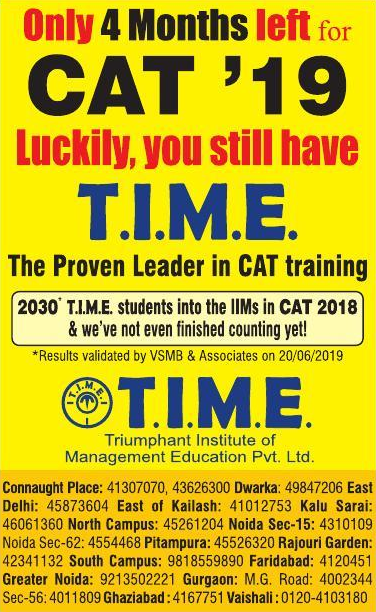 Only 4 Months left for
CAT ’19
Luckily, you still have
T.I.M.E.
The Proven Leader in CAT training
2030* T.I.M.E. students into the IIMs in CAT 2018
& we've not even finished counting yet!
*Results validated by VSMB & Associates on 20/06/2019
T.I.M.E.
T.I.M.E.
Triumphant Institute of
Management Education Pvt. Ltd.
Connaught Place: 41307070, 43626300 Dwarka: 49847206 East
Delhi: 45873604 East of Kailash: 41012753 Kalu Sarai:
46061360 North Campus: 45261204 Noida Sec-15: 4310109
Noida Sec-62: 4554468 Pitampura: 45526320 Rajouri Garden:
42341132 South Campus: 9818559890 Faridabad: 4120451
Greater Noida: 9213502221 Gurgaon: M.G. Road: 4002344
Sec-56: 4011809 Ghaziabad : 4167751 Vaishali : 0120-4103180